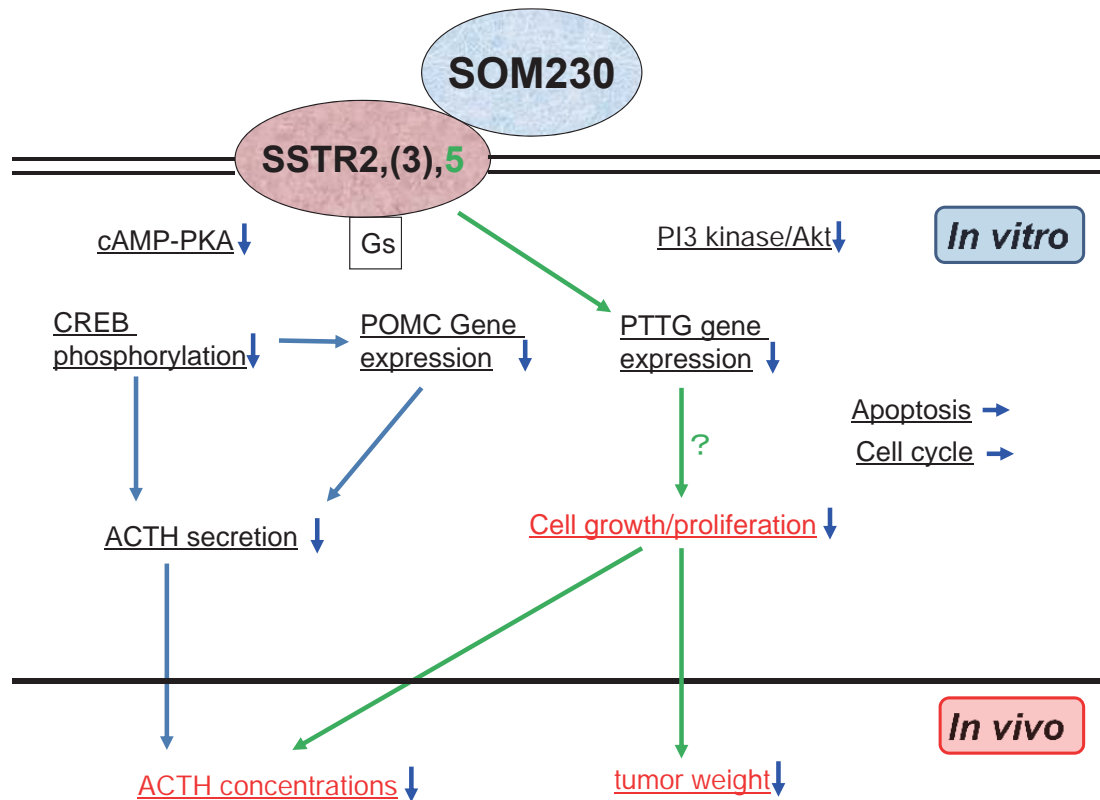 SOM230
SSTR2,(3),5
cAMP-PKA
Gs
PI3 kinase/Akt
In vitro
CREB
phosphorylation
POMC Gene
expression
PTTG gene
expression
Apoptosis
Cell cycle
?
ACTH secretion
Cell growth/proliferation
In vivo
ACTH concentrations
tumor weight